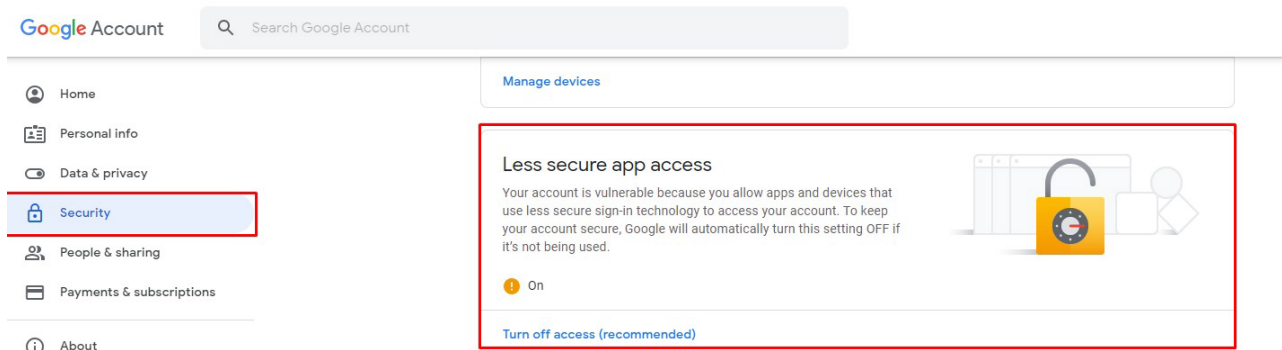 Google Account
Search Google Account
Home
Personal info
Data & privacy
Security
People & sharing
Payments & subscriptions
About
Manage devices
Less secure app access
Your account is vulnerable because you allow apps and devices that
use less secure sign-in technology to access your account. To keep
your account secure, Google will automatically turn this setting OFF if
it's not being used.
On
Turn off access (recommended)